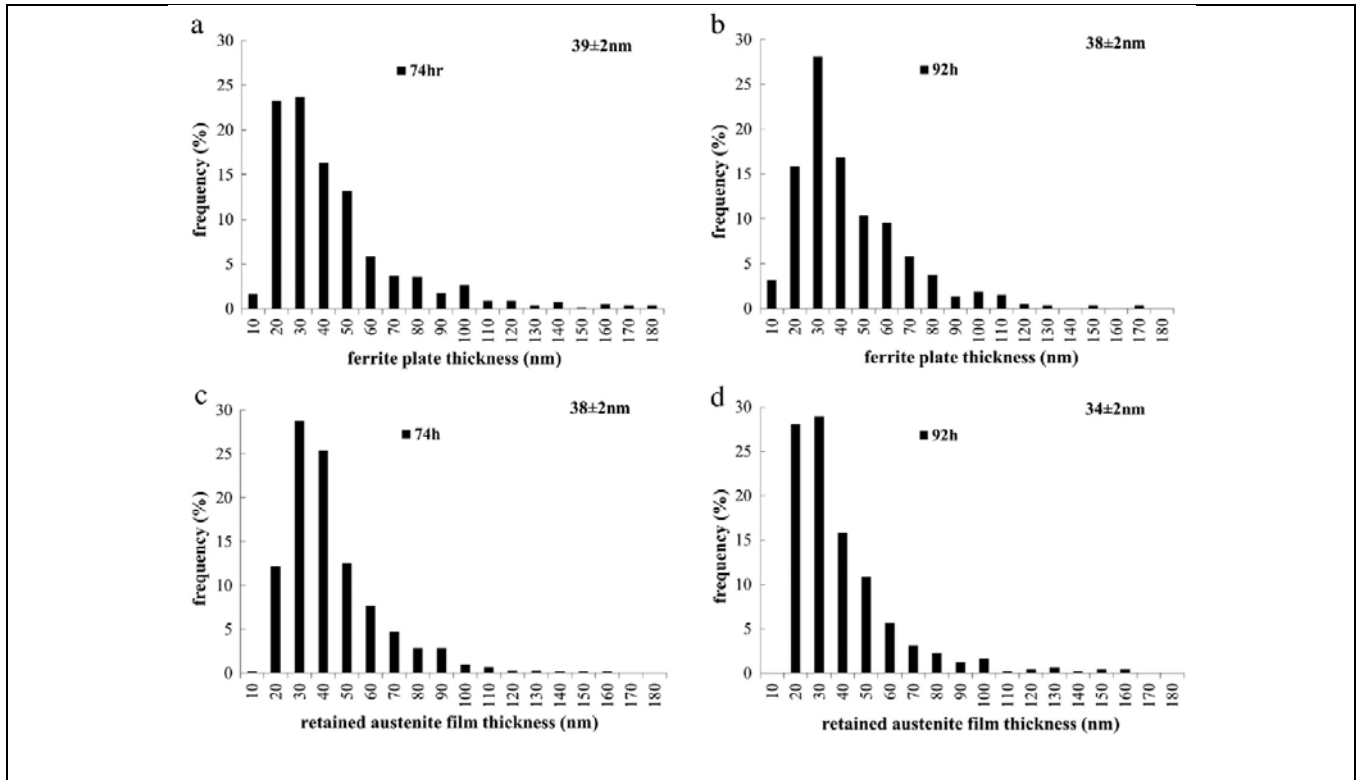 a
39±2nm
74hr
frequency (%)
30
25
20
15
10
5
0
10 20 30 40 50 60 70 80 90 100 110 120 130 140 150 160 170 180
ferrite plate thickness (nm)
b
38±2nm
92h
frequency (%)
30
25
20
15
10
5
0
10 20 30 40 50 60 70 80 90 100 110 120 130 140 150 160 170 180
ferrite plate thickness (nm)
c
38±2nm
74h
frequency (%)
30
25
20
15
10
5
0
10 20 30 40 50 60 70 80 90 100 110 120 130 140 150 160 170 180
retained austenite film thickness (nm)
d
34±2nm
92h
frequency (%)
30
25
20
15
10
5
0
10 20 30 40 50 60 70 80 90 100 110 120 130 140 150 160 170 180
retained austenite film thickness (nm)